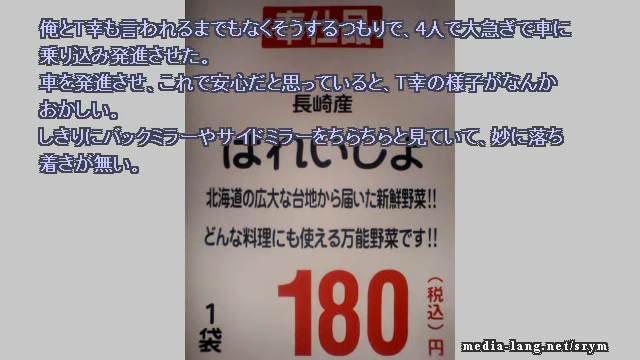 俺とT幸も言われるまでもなくそうするつもりで、4人で大急ぎで車に
乗り込み発進させた。
車を発進させ、これで安心だと思っていると、T幸の様子がなんか
おかしい。
しきりにバックミラーやサイドミラーをちらちらと見ていて、妙に落ち
着きが無い。
長崎産
ばれいしょ
北海道の広大な台地から届いた新鮮野菜!!
どんな料理にも使える万能野菜です!!
1袋
180
(税込)円
media-lang.net/srym